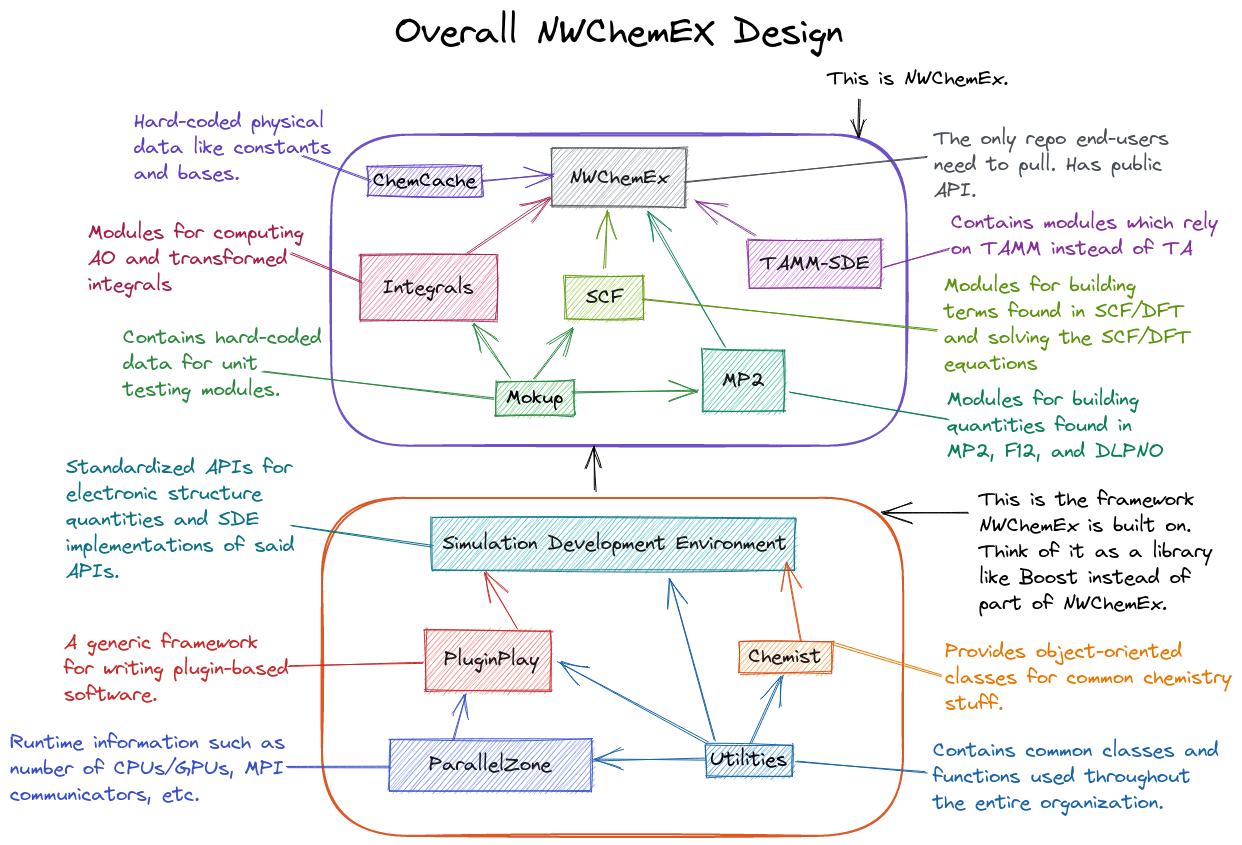 Overall NWChemEX Design
This is NWChemEx.
Hard-coded physical
data like constants
and bases.
ChemCache
NWChemEx
The only repo end-users
need to pull. Has public
API.
Modules for computing
AO and transformed
integrals
Integrals
SCF
TAMM-SDE
Contains modules which rely
on TAMM instead of TA
Modules for building
terms found in SCF/DFT
and solving the SCF/DFT
equations
Contains hard-coded
data for unit
testing modules.
Mokup
MP2
Modules for building
quantities found in
MP2, F12, and DLPNO
Standardized APIs for
electronic structure
quantities and SDE
implementations of said
APIs.
Simulation Development Environment
This is the framework
NWChemEx is built on.
Think of it as a library
like Boost instead of
part of NWChemEx.
A generic framework
for writing plugin-based
software.
PluginPlay
Chemist
Provides object-oriented
classes for common chemistry
stuff.
Runtime information such as
number of CPUs/GPUs, MPI
communicators, etc.
ParallelZone
Utilities
Contains common classes and
functions used throughout
the entire organization.